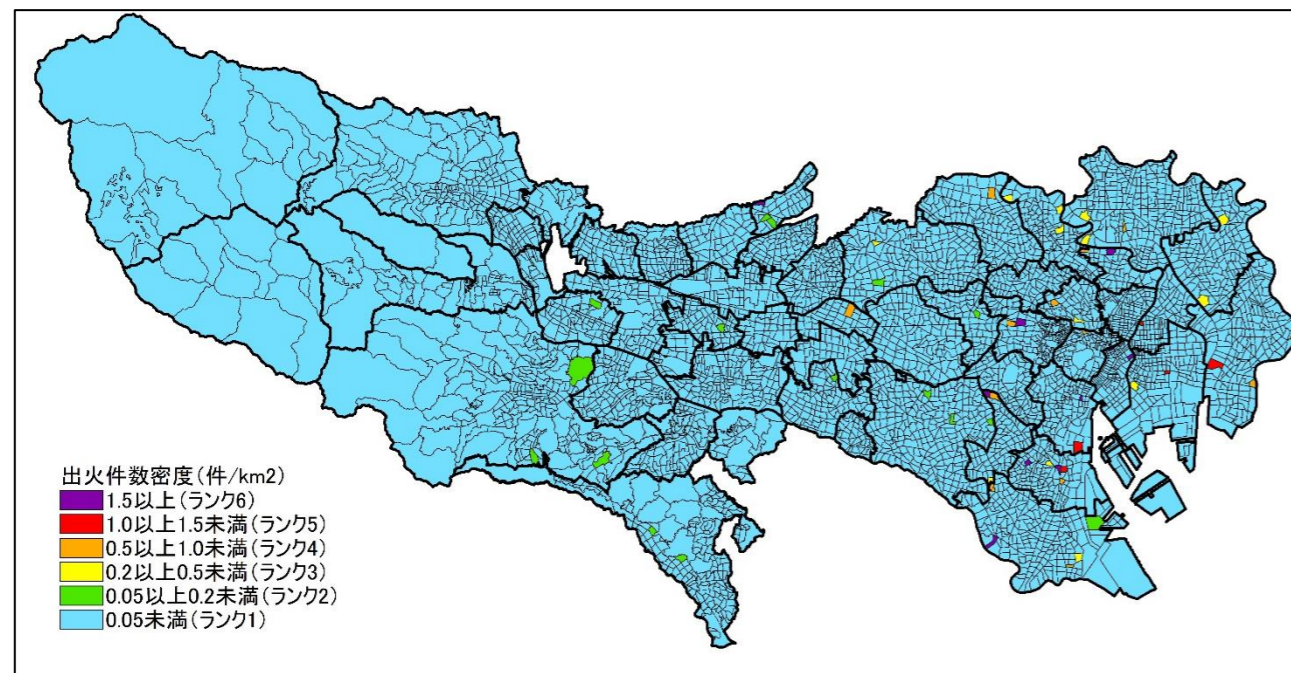 出火件数密度(件/km2)
1.5以上(ランク6)
1.0以上1.5未満(ランク5)
0.5以上1.0未満(ランク4)
0.2以上0.5未満(ランク3)
0.05以上0.2未満(ランク2)
0.05未満(ランク1)